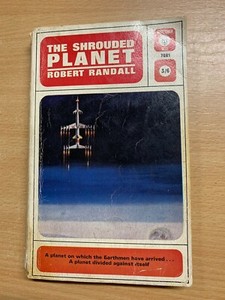 THE SHROUDED
PLANET
ROBERT RANDALL
7681
3/6
A planet on which the Earthmen have arrived...
A planet divided against itself